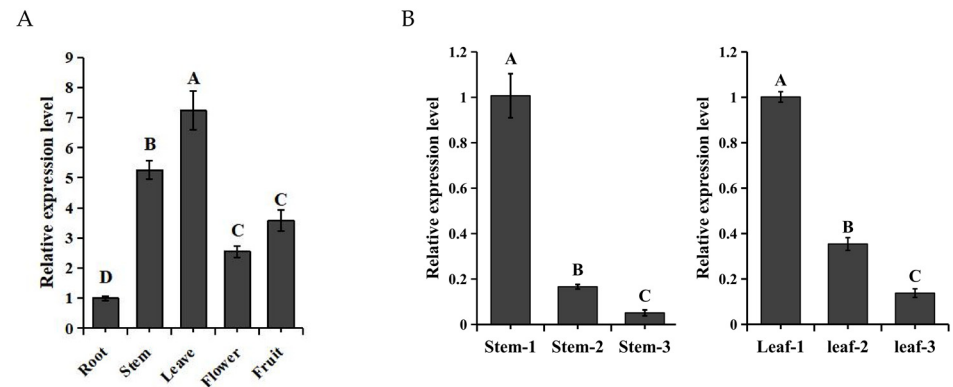 A
Relative expression level
9
8
7
6
5
4
3
2
1
0
D
B
A
C
C
Root
Stem
Leave
Flower
Fruit
B
Relative expression level
1.2
1
0.8
0.6
0.4
0.2
0
A
B
C
Stem-1 Stem-2 Stem-3
Relative expression level
1.2
1
0.8
0.6
0.4
0.2
0
A
B
C
Leaf-1 leaf-2 leaf-3